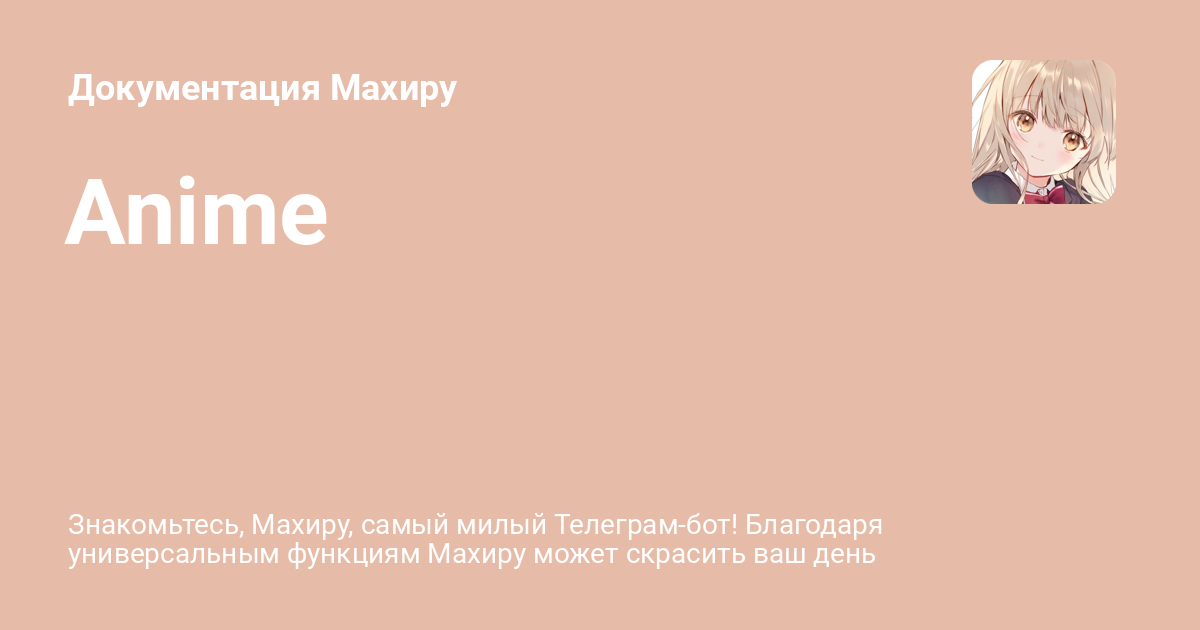 Документация Махиру
Anime
Знакомьтесь, Махиру, самый милый Телеграм-бот! Благодаря
универсальным функциям Махиру может скрасить ваш день